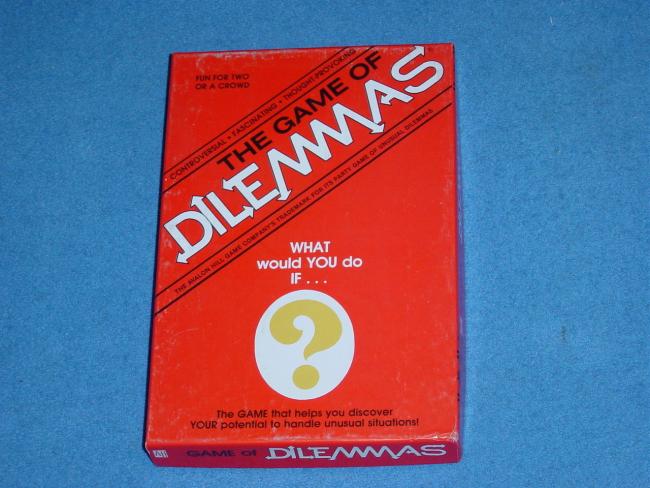 FUN FOR TWO
OR A CROWD
CONTROVERSIAL • FASCINATING • THOUGHT-PROVOKING
THE GAME OF
DILEMMAS
THE AVALON HILL GAME COMPANY'S TRADEMARK FOR ITS PARTY GAME OF UNUSUAL DILEMMAS
WHAT
would YOU do
IF . . .
?
The GAME that helps you discover
YOUR potential to handle unusual situations!
AH GAME of DILEMMAS